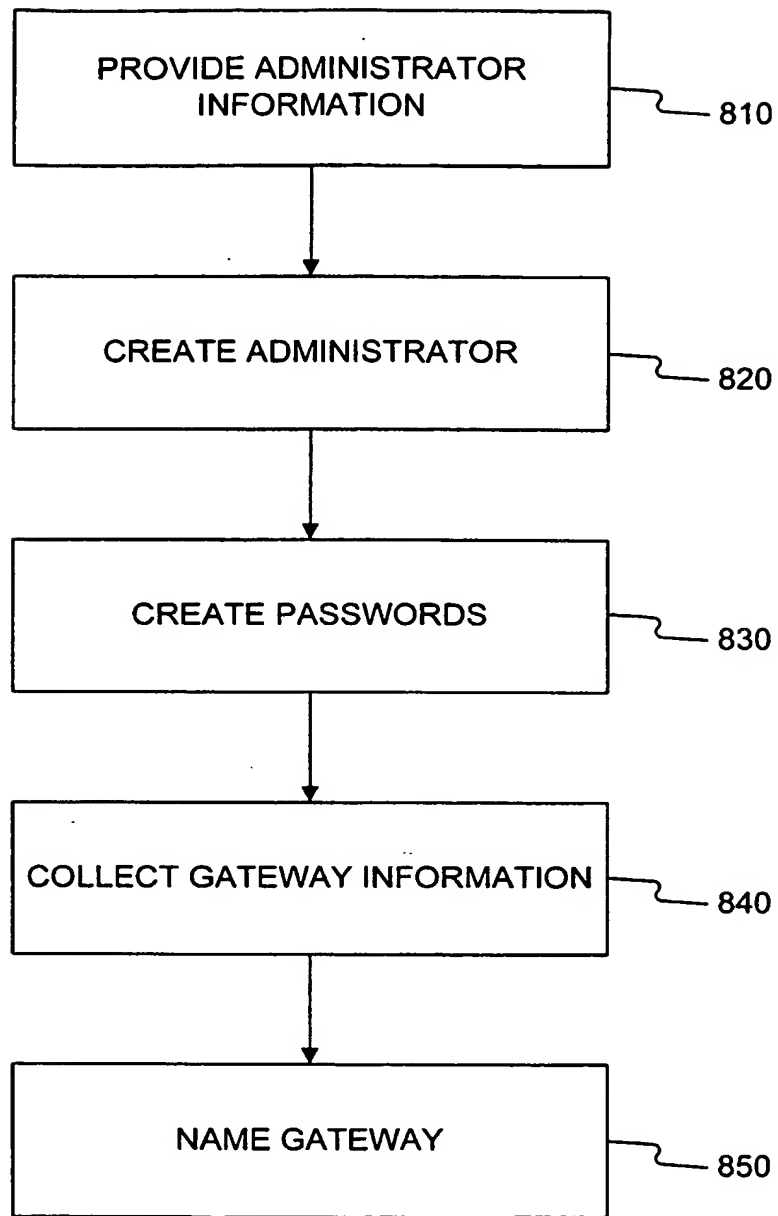 PROVIDE ADMINISTRATOR
INFORMATION
810
CREATE ADMINISTRATOR
820
CREATE PASSWORDS
830
COLLECT GATEWAY INFORMATION
840
NAME GATEWAY
850